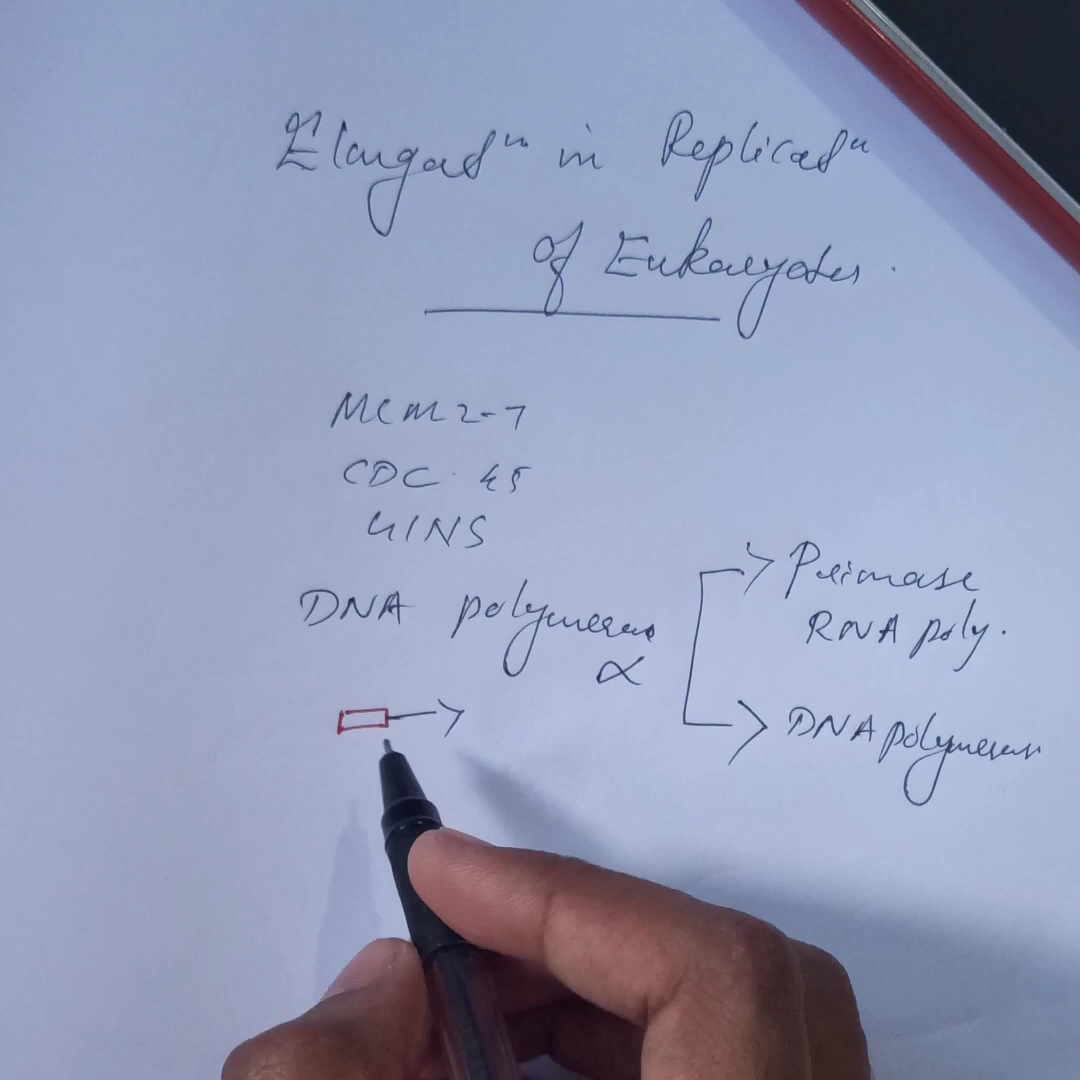 Elongatⁿ in Replicatⁿ
of Eukaryotes.
MCM 2-7
CDC. 45
GINS
DNA polymerase
α
Primase
RNA poly.
DNA polymerase